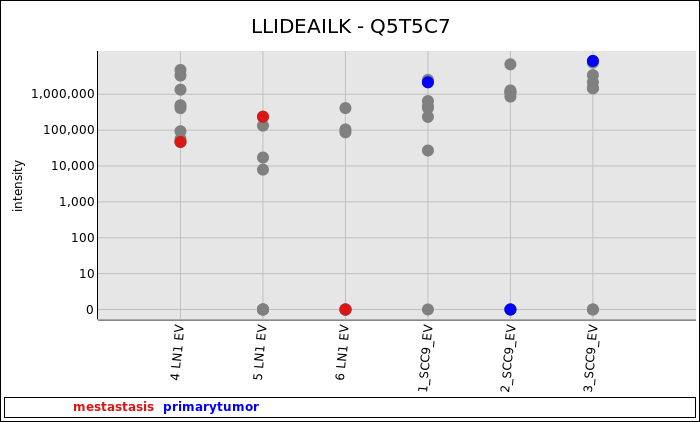 LLIDEAILK - Q5T5C7
intensity
1,000,000
100,000
10,000
1,000
100
10
0
4 LN1 EV
5 LN1 EV
6 LN1 EV
1_SCC9_EV
2_SCC9_EV
3_SCC9_EV
mestastasis primarytumor